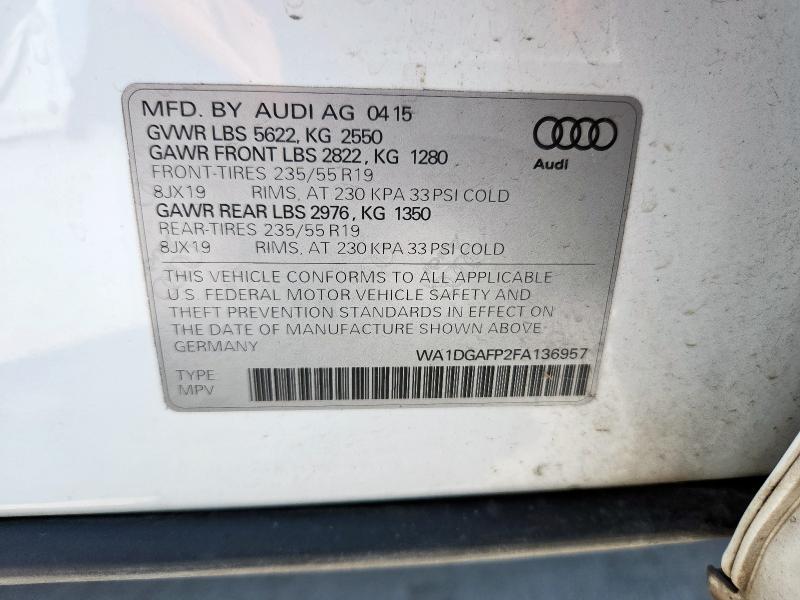 MFD. BY AUDI AG 04 15
GVWR LBS 5622, KG 2550
GAWR FRONT LBS 2822, KG 1280
FRONT-TIRES 235/55 R19
8JX19 RIMS, AT 230 KPA 33 PSI COLD
GAWR REAR LBS 2976, KG 1350
REAR-TIRES 235/55 R19
8JX19 RIMS, AT 230 KPA 33 PSI COLD
Audi
THIS VEHICLE CONFORMS TO ALL APPLICABLE
U.S. FEDERAL MOTOR VEHICLE SAFETY AND
THEFT PREVENTION STANDARDS IN EFFECT ON
THE DATE OF MANUFACTURE SHOWN ABOVE
GERMANY WA1DGAFP2FA136957
TYPE
MPV